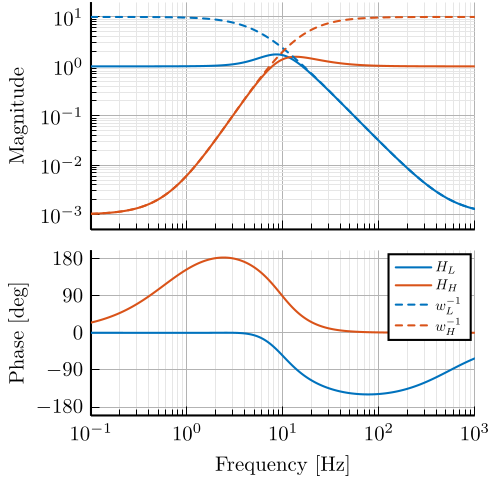 Magnitude
10^1
10^0
10^{-1}
10^{-2}
10^{-3}
Phase [deg]
180
90
0
−90
−180
H_L
H_H
w_L^{-1}
w_H^{-1}
10^{-1} 10^0 10^1 10^2 10^3
Frequency [Hz]